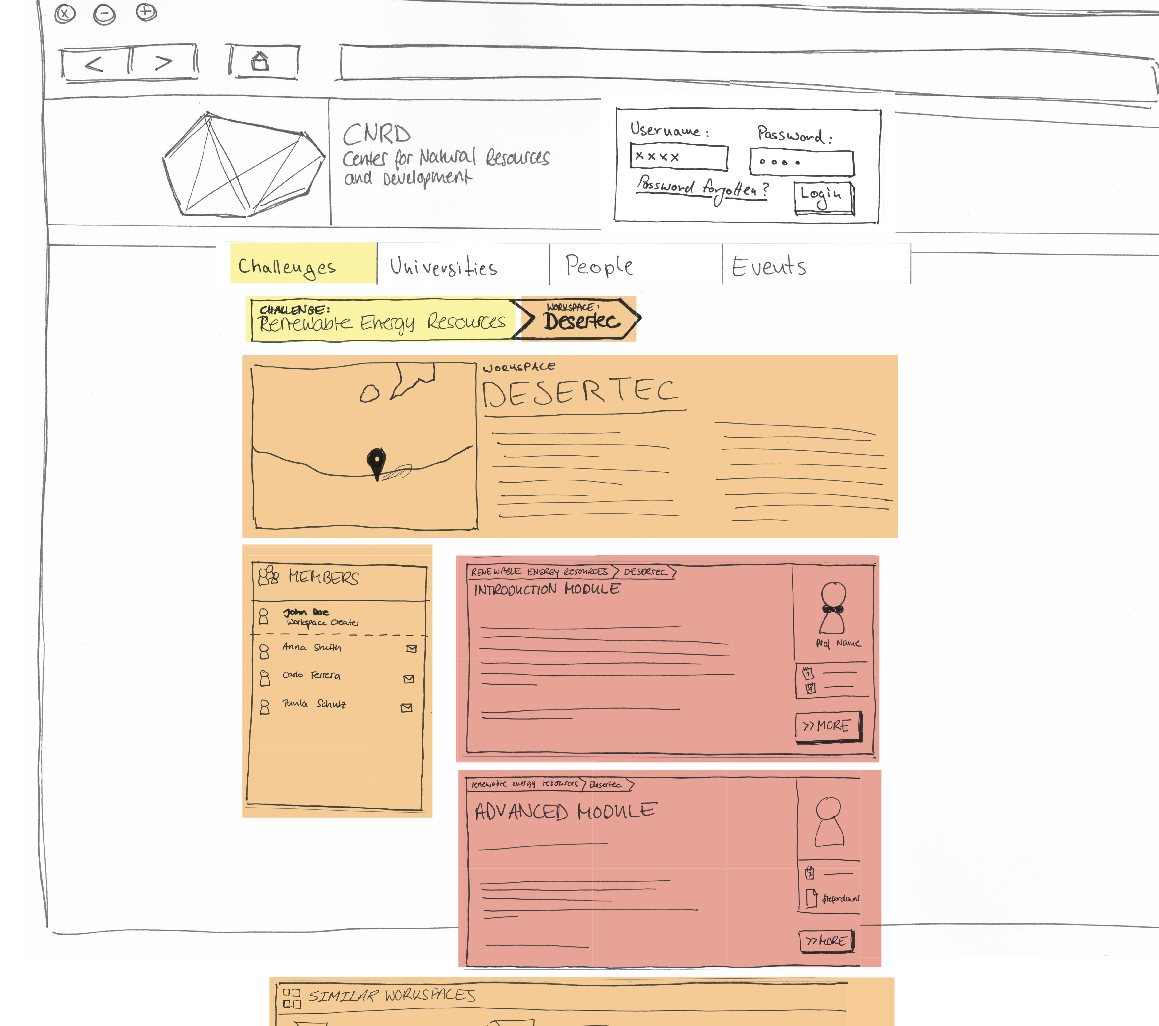 CNRD
Center for Natural Resources
and Development
Username:
Password:
xxxx
Password forgotten?
Login
Challenges
Universities
People
Events
CHALLENGE:
Renewable Energy Resources
WORKSPACE:
Desertec
WORKSPACE
DESERTEC
MEMBERS
John Doe
Workspace Creator
Anna Smith
Carlo Ferrera
Paula Schulz
RENEWABLE ENERGY RESOURCES
DESERTEC
INTRODUCTION MODULE
Prof Name
>>MORE
renewable energy resources
Desertec
ADVANCED MODULE
>>MORE
SIMILAR WORKSPACES